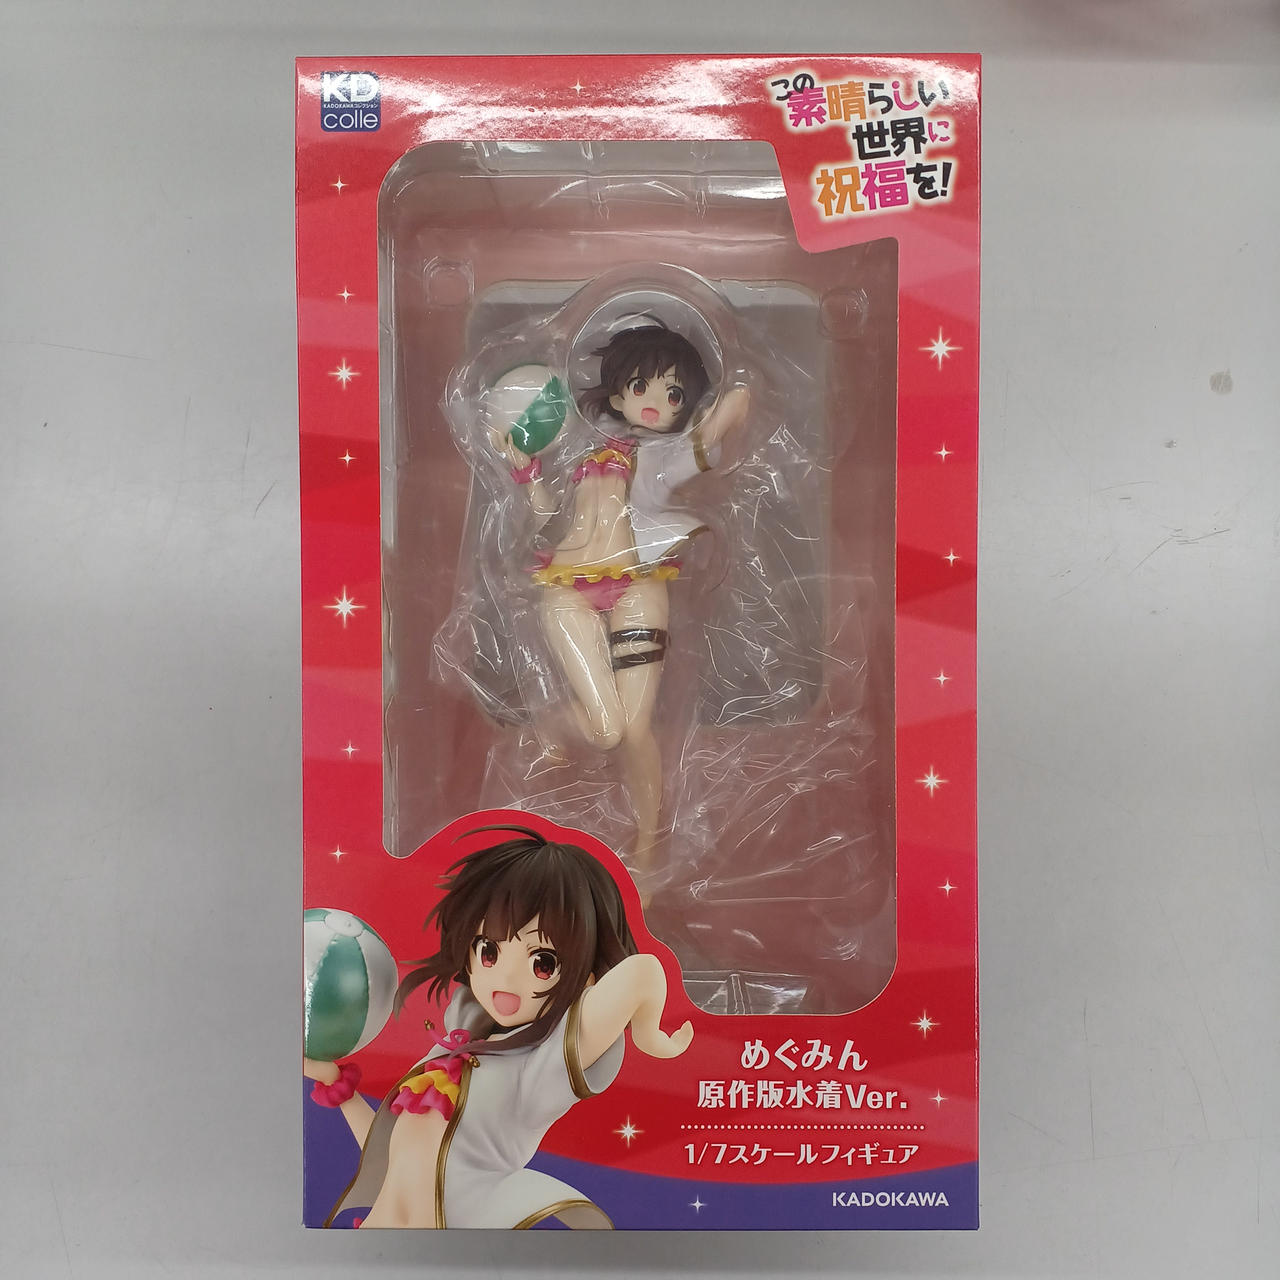 KD
KADOKAWAコレクション
colle
この
素晴らしい
世界に
祝福を!
めぐみん
原作版水着Ver.
1/7スケールフィギュア
KADOKAWA